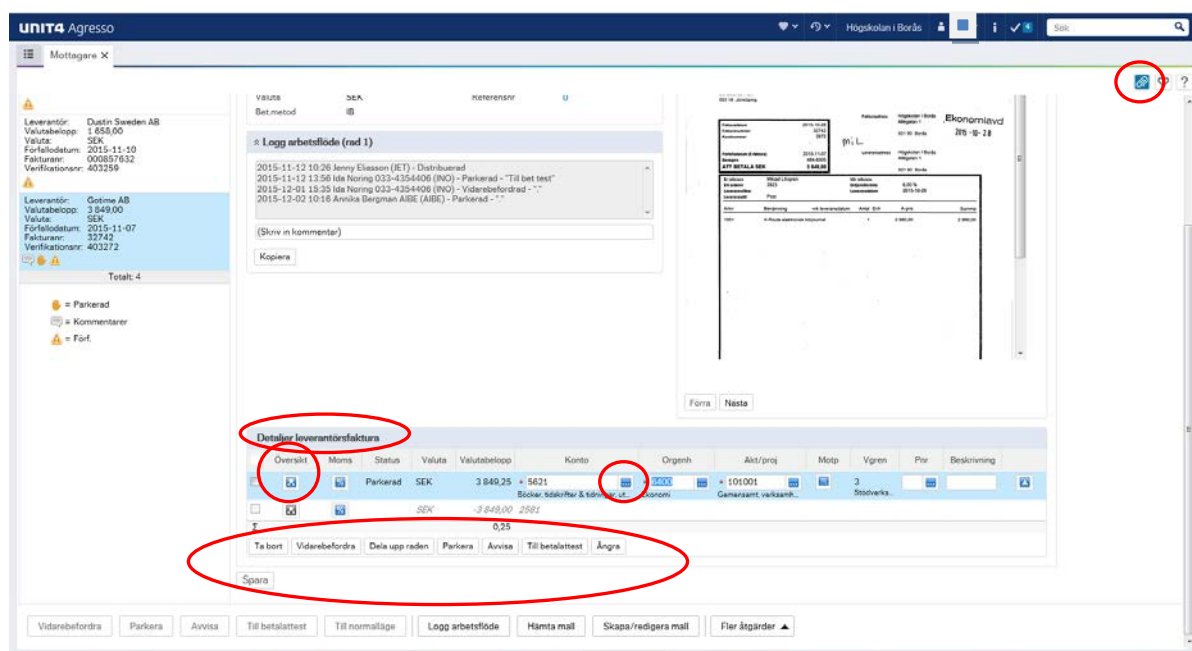 UNIT4 Agresso
Högskolan i Borås
i
4
Sök
Mottagare X
?
Leverantör: Dustin Sweden AB
Valutabelopp: 1 658,00
Valuta: SEK
Förfallodatum: 2015-11-10
Fakturanr: 000857632
Verifikationsnr: 403259
Leverantör: Gotime AB
Valutabelopp: 3 849,00
Valuta: SEK
Förfallodatum: 2015-11-07
Fakturanr: 32742
Verifikationsnr: 403272
Totalt: 4
= Parkerad
= Kommentarer
= Förf.
Valuta SEK Referensnr 0
Bet.metod IB
Logg arbetsflöde (rad 1)
2015-11-12 10:26 Jenny Eliasson (JET) - Distribuerad
2015-11-12 13:56 Ida Noring 033-4354406 (INO) - Parkerad - "Till bet test"
2015-12-01 15:35 Ida Noring 033-4354406 (INO) - Vidarebefordrad - "."
2015-12-02 10:16 Annika Bergman AIBE (AIBE) - Parkerad - "."
(Skriv in kommentar)
Kopiera
Ekonomiavd
2015 -10- 28
ATT BETALA SEK 3 849,00
Förra Nästa
Detaljer leverantörsfaktura
Översikt Moms Status Valuta Valutabelopp Konto Orgenh Akt/proj Motp Vgren Pnr Beskrivning
Parkerad SEK 3 849,25 * 5621 * 8400 * 101001 3
Böcker, tidskrifter & tidningar, ut... Ekonomi Gemensamt, verksamh... Stödverks...
SEK -3 849,00 2581
Σ 0,25
Ta bort Vidarebefordra Dela upp raden Parkera Avvisa Till betalattest Ångra
Spara
Vidarebefordra Parkera Avvisa Till betalattest Till normalläge Logg arbetsflöde Hämta mall Skapa/redigera mall Fler åtgärder